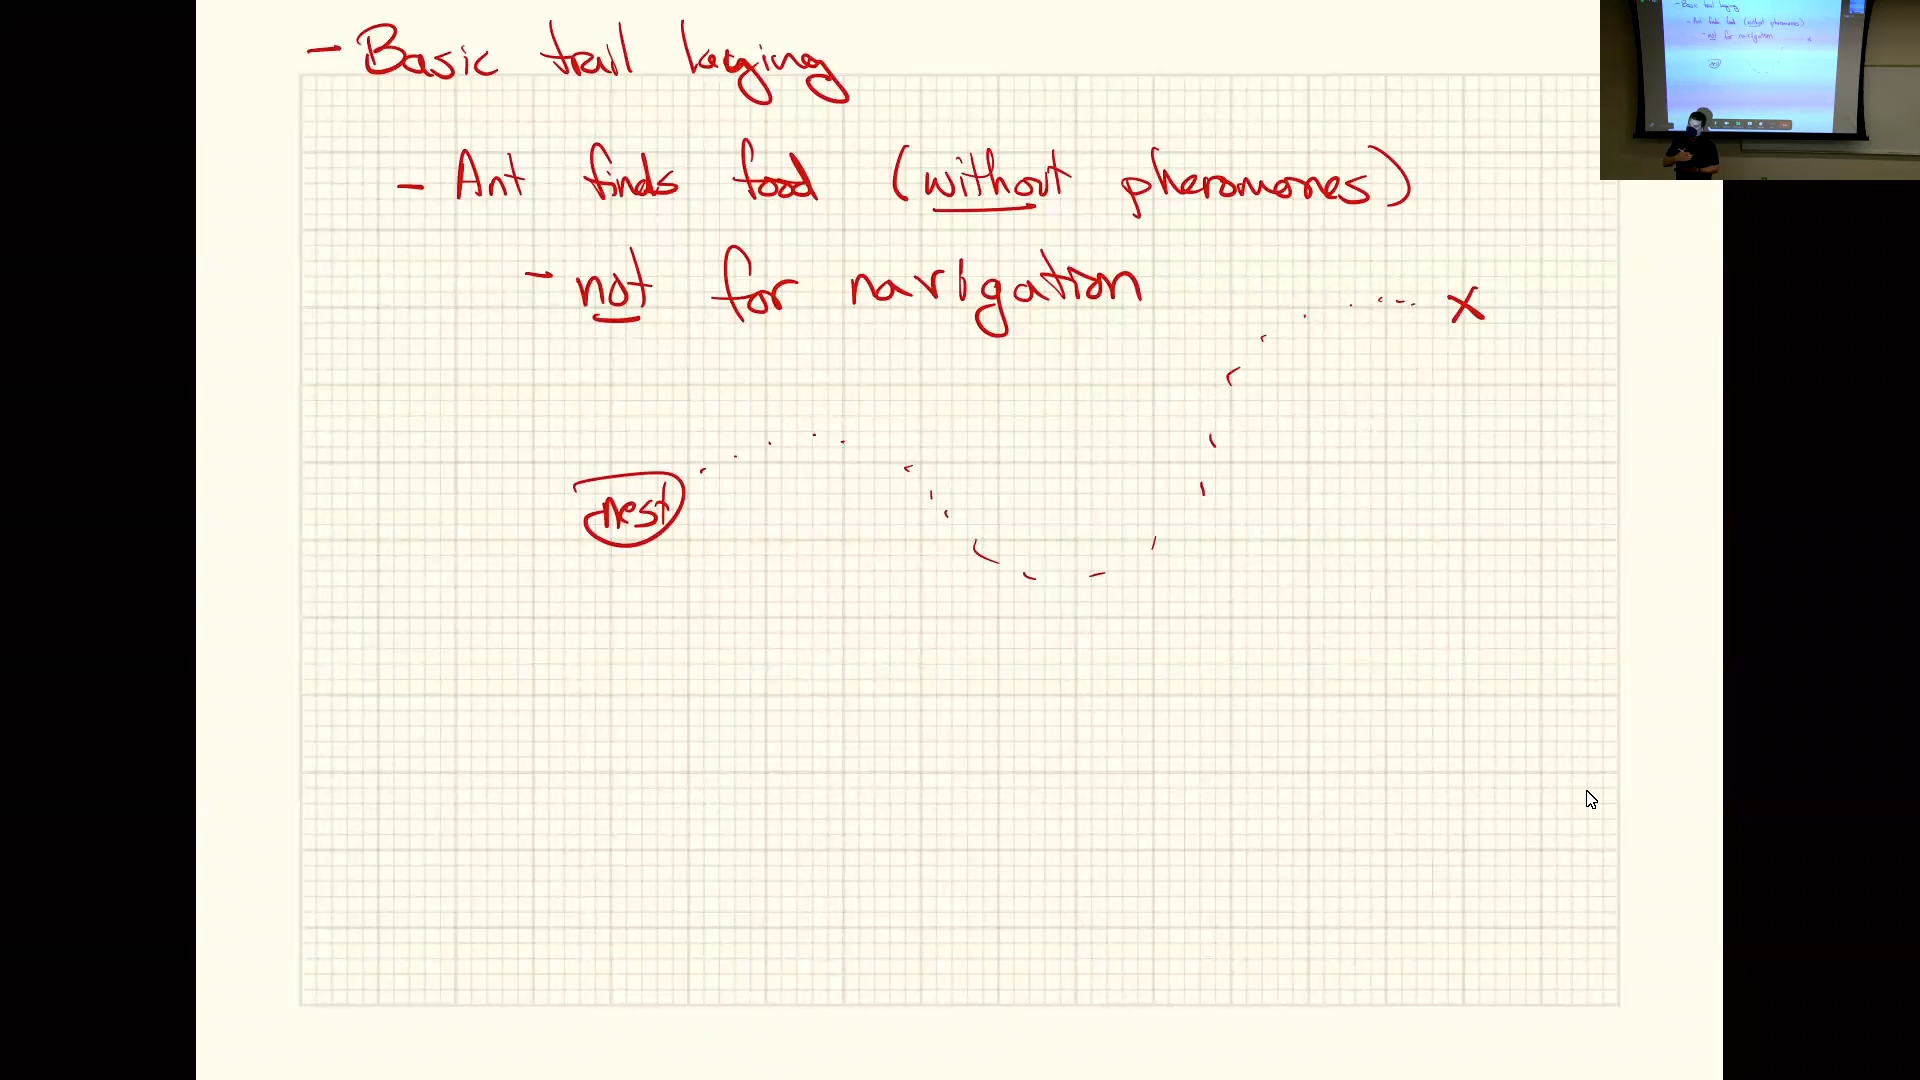 - Basic trail laying
- Ant finds food (without pheromones)
- not for navigation
x
nest